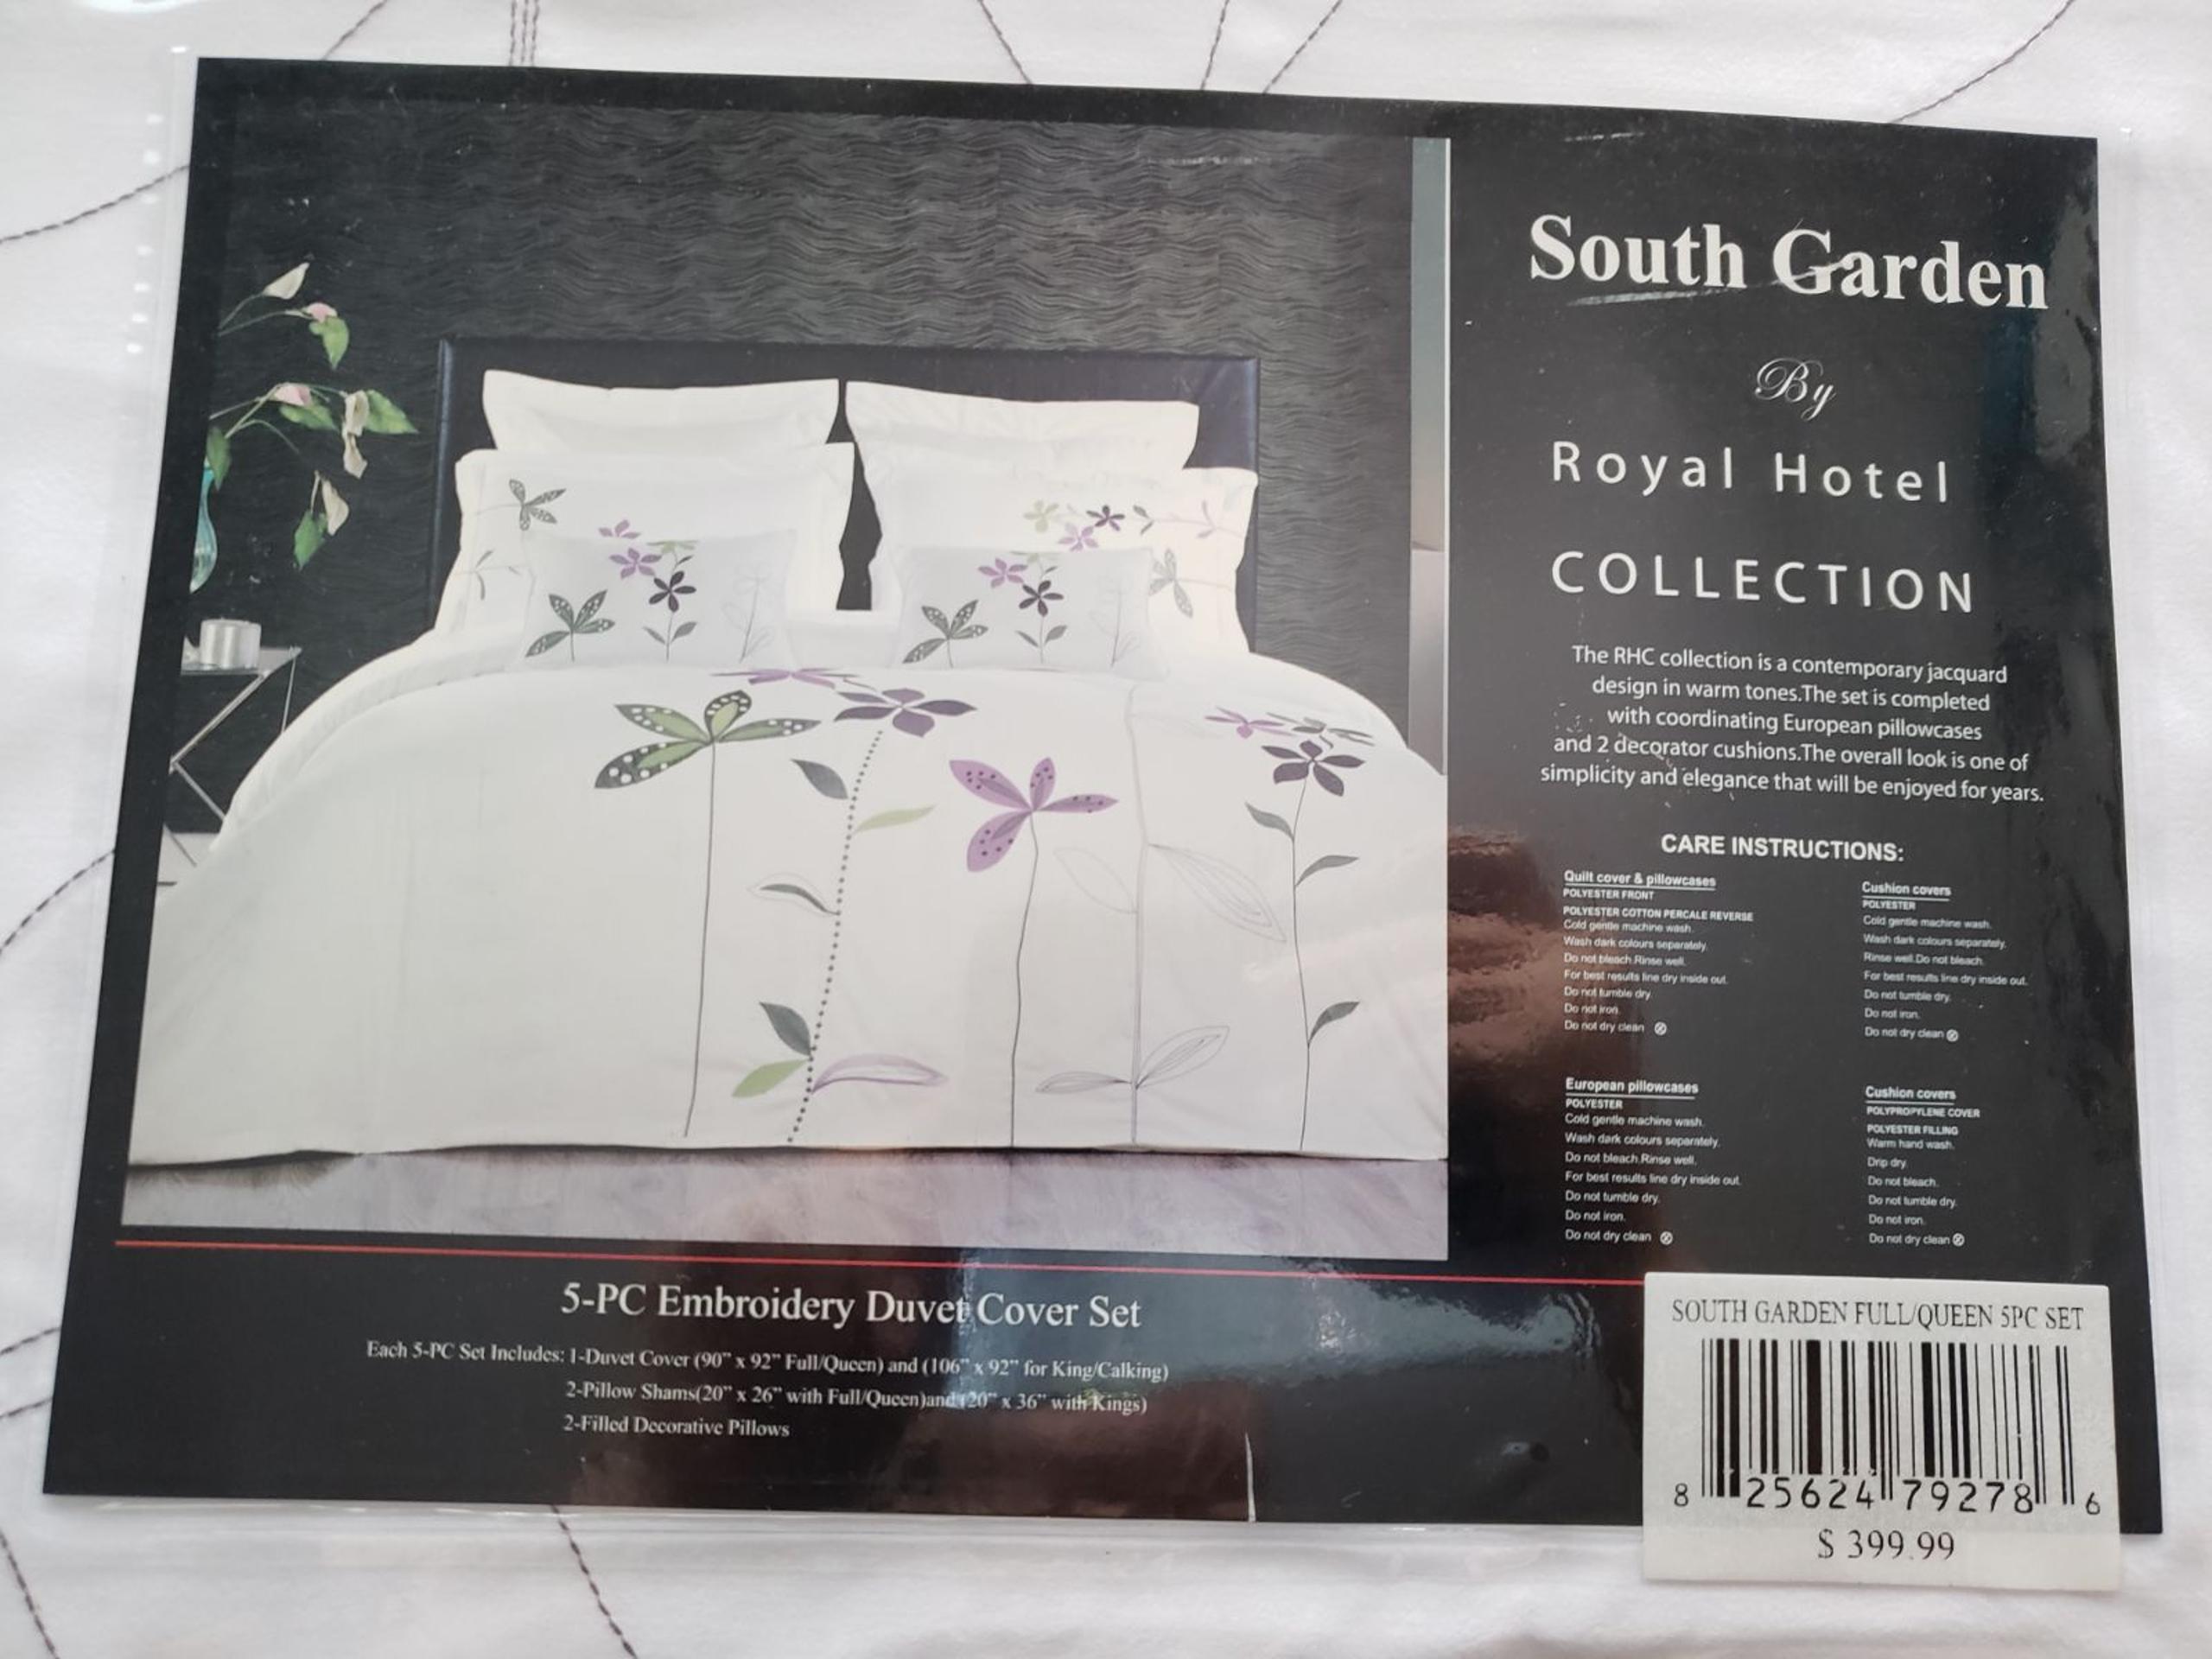 South Garden
By
Royal Hotel
COLLECTION
The RHC collection is a contemporary jacquard
design in warm tones.The set is completed
with coordinating European pillowcases
and 2 decorator cushions.The overall look is one of
simplicity and elegance that will be enjoyed for years.
CARE INSTRUCTIONS:
Quilt cover & pillowcases
POLYESTER FRONT
POLYESTER COTTON PERCALE REVERSE
Cold gentle machine wash.
Wash dark colours separately.
Do not bleach.Rinse well.
For best results line dry inside out.
Do not tumble dry.
Do not iron.
Do not dry clean
Cushion covers
POLYESTER
Cold gentle machine wash.
Wash dark colours separately.
Rinse well.Do not bleach.
For best results line dry inside out.
Do not tumble dry.
Do not iron.
Do not dry clean
European pillowcases
POLYESTER
Cold gentle machine wash.
Wash dark colours separately.
Do not bleach.Rinse well.
For best results line dry inside out.
Do not tumble dry.
Do not iron.
Do not dry clean
Cushion covers
POLYPROPYLENE COVER
POLYESTER FILLING
Warm hand wash.
Drip dry.
Do not bleach.
Do not tumble dry.
Do not iron.
Do not dry clean
5-PC Embroidery Duvet Cover Set
Each 5-PC Set Includes: 1-Duvet Cover (90" x 92" Full/Queen) and (106" x 92" for King/Calking)
2-Pillow Shams(20" x 26" with Full/Queen)and (20" x 36" with Kings)
2-Filled Decorative Pillows
SOUTH GARDEN FULL/QUEEN 5PC SET
8 25624 79278 6
$ 399.99